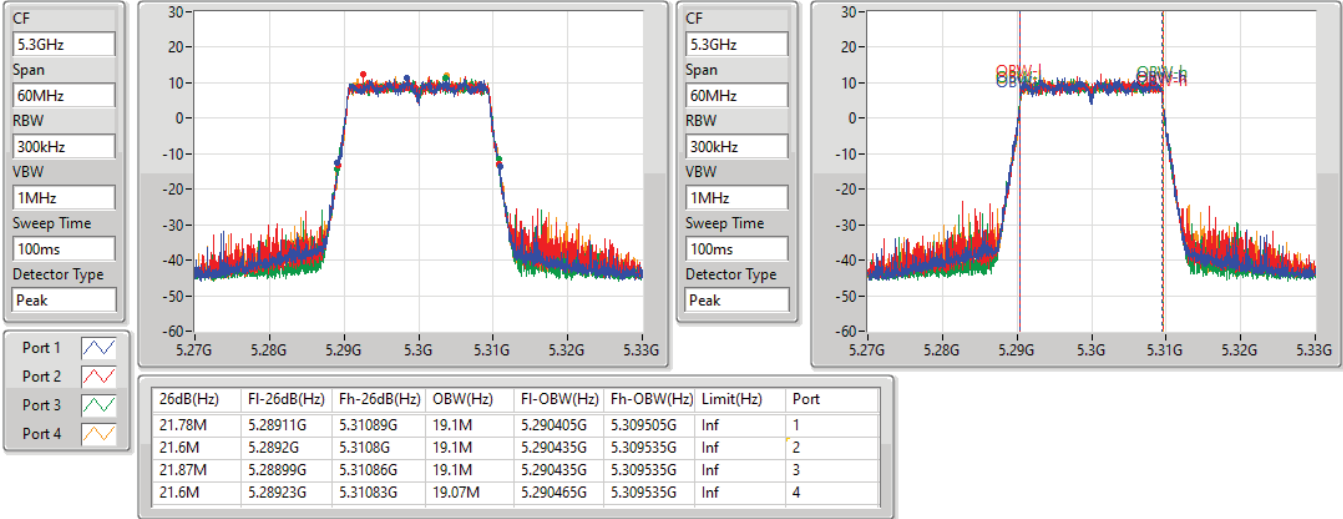 CF
5.3GHz
Span
60MHz
RBW
300kHz
VBW
1MHz
Sweep Time
100ms
Detector Type
Peak
30
20
10
0
-10
-20
-30
-40
-50
-60
5.27G 5.28G 5.29G 5.3G 5.31G 5.32G 5.33G
CF
5.3GHz
Span
60MHz
RBW
300kHz
VBW
1MHz
Sweep Time
100ms
Detector Type
Peak
30
20
10
0
-10
-20
-30
-40
-50
-60
5.27G 5.28G 5.29G 5.3G 5.31G 5.32G 5.33G
Port 1
Port 2
Port 3
Port 4
26dB(Hz) Fl-26dB(Hz) Fh-26dB(Hz) OBW(Hz) Fl-OBW(Hz) Fh-OBW(Hz) Limit(Hz) Port
21.78M 5.28911G 5.31089G 19.1M 5.290405G 5.309505G Inf 1
21.6M 5.2892G 5.3108G 19.1M 5.290435G 5.309535G Inf 2
21.87M 5.28899G 5.31086G 19.1M 5.290435G 5.309535G Inf 3
21.6M 5.28923G 5.31083G 19.07M 5.290465G 5.309535G Inf 4